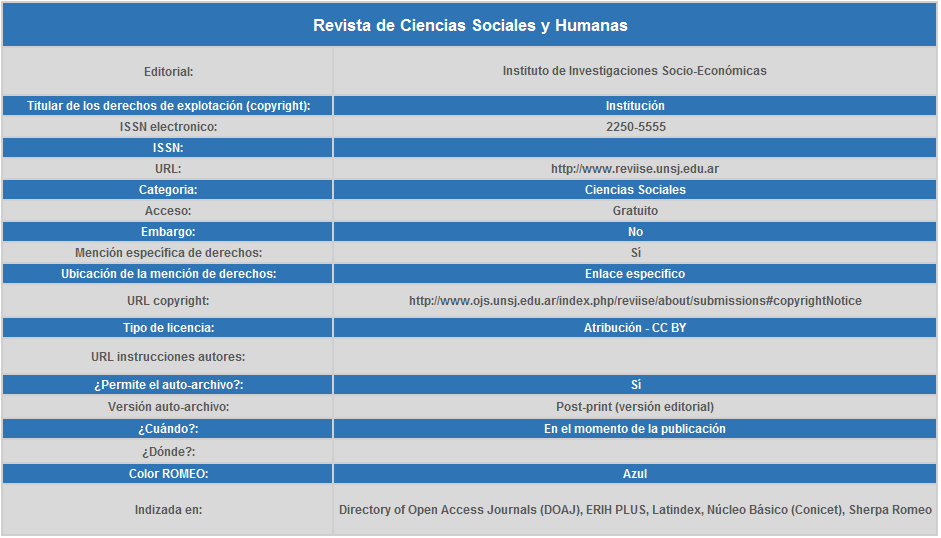 Revista de Ciencias Sociales y Humanas
Editorial: Instituto de Investigaciones Socio-Económicas
Titular de los derechos de explotación (copyright): Institución
ISSN electronico: 2250-5555
ISSN:
URL: http://www.reviise.unsj.edu.ar
Categoria: Ciencias Sociales
Acceso: Gratuito
Embargo: No
Mención específica de derechos: Sí
Ubicación de la mención de derechos: Enlace especifico
URL copyright: http://www.ojs.unsj.edu.ar/index.php/reviise/about/submissions#copyrightNotice
Tipo de licencia: Atribución - CC BY
URL instrucciones autores:
¿Permite el auto-archivo?: Sí
Versión auto-archivo: Post-print (versión editorial)
¿Cuándo?: En el momento de la publicación
¿Dónde?:
Color ROMEO: Azul
Indizada en: Directory of Open Access Journals (DOAJ), ERIH PLUS, Latindex, Núcleo Básico (Conicet), Sherpa Romeo